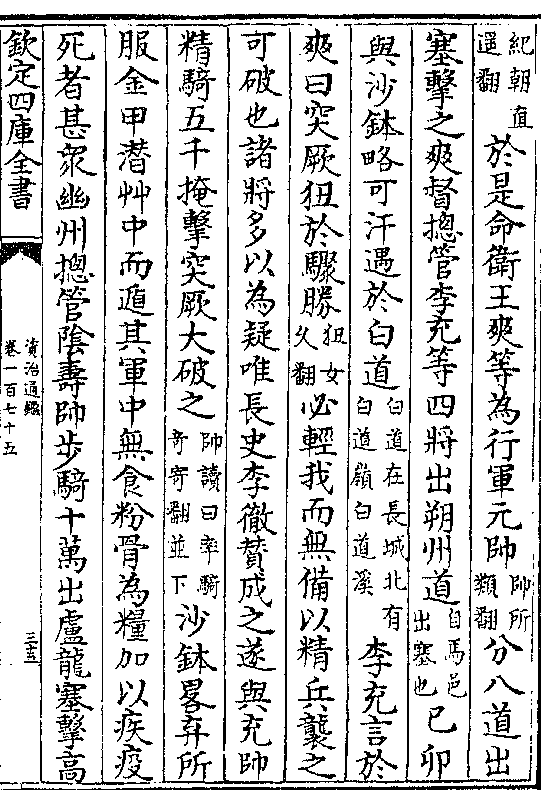 紀朝直遥翻於是命衛王爽等為行軍元帥帥所類翻分八道出
塞擊之爽督摠管李充等四將出朔州道自馬邑出塞也己卯
與沙鉢略可汗遇於白道白道在長城北有白道嶺白道溪李充言於
爽曰突厥狃於驟勝狃女久翻必輕我而無備以精兵襲之
可破也諸將多以為疑唯長史李徹賛成之遂與充帥
精騎五千掩擊突厥大破之帥讀曰率騎奇寄翻並下沙鉢畧弃所
服金甲潜艸中而遁其軍中無食粉骨為糧加以疾疫
死者甚衆幽州摠管陰夀帥步騎十萬出盧龍塞擊高
欽定四庫全書
資治通鑑
卷一百七十五
三五